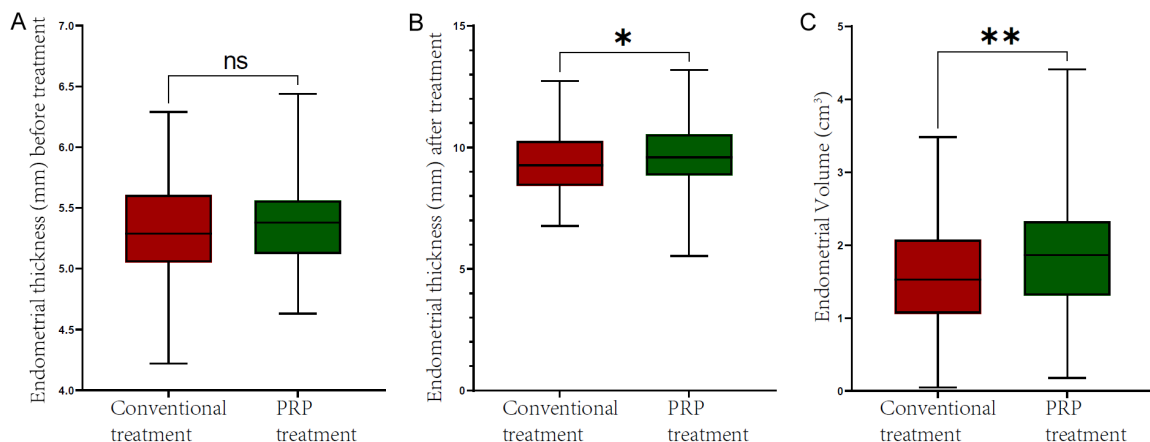 A
Endometrial thickness (mm) before treatment
7.0
6.5
6.0
5.5
5.0
4.5
4.0
ns
Conventional
treatment
PRP
treatment
B
Endometrial thickness (mm) after treatment
15
10
5
0
*
Conventional
treatment
PRP
treatment
C
Endometrial Volume (cm³)
5
4
3
2
1
0
**
Conventional
treatment
PRP
treatment